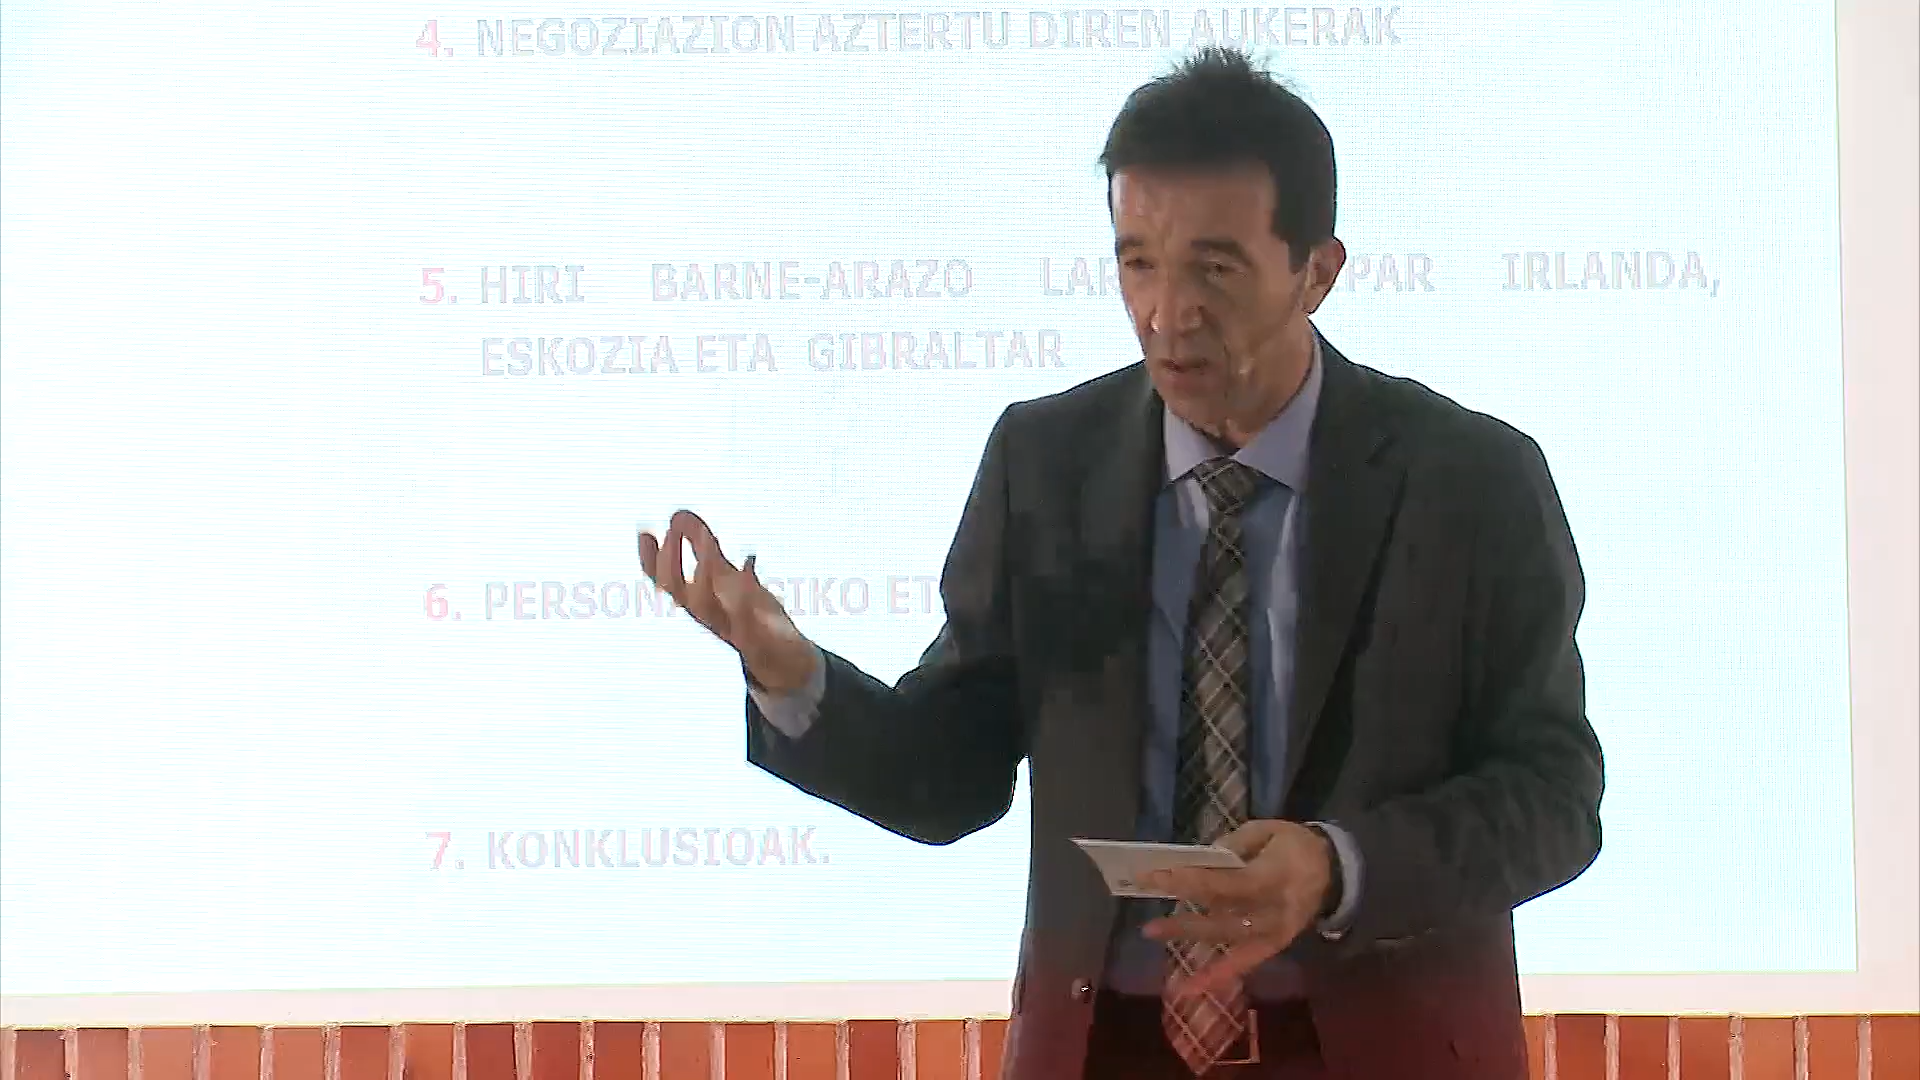 4. NEGOZIAZION AZTERTU DIREN AUKERAK
5. HIRI BARNE-ARAZO IRLANDA,
ESKOZIA ETA GIBRALTAR
6.
7. KONKLUSIOAK.